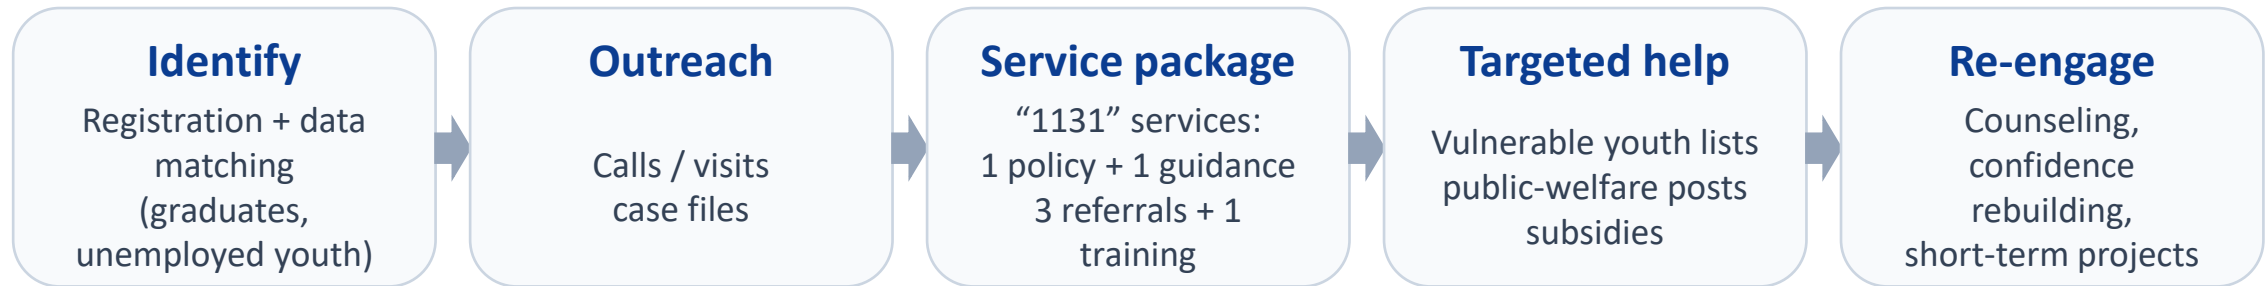 Identify
Registration + data
matching
(graduates,
unemployed youth)
Outreach
Calls / visits
case files
Service package
“1131” services:
1 policy + 1 guidance
3 referrals + 1
training
Targeted help
Vulnerable youth lists
public-welfare posts
subsidies
Re-engage
Counseling,
confidence
rebuilding,
short-term projects